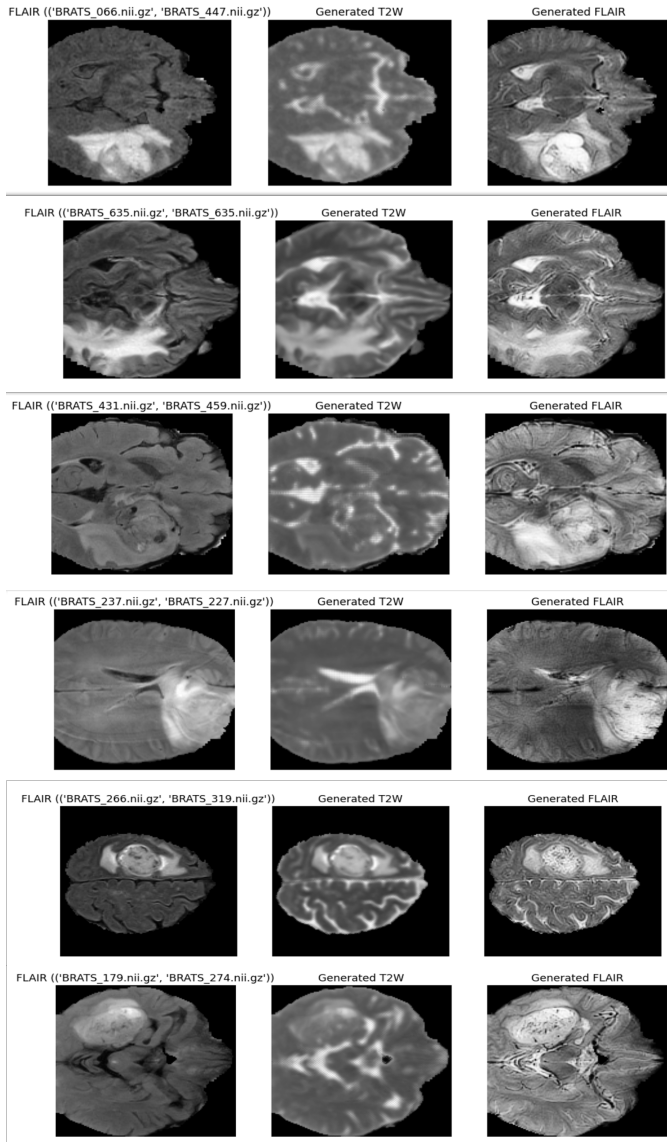 FLAIR (('BRATS_066.nii.gz', 'BRATS_447.nii.gz')) Generated T2W Generated FLAIR
FLAIR (('BRATS_635.nii.gz', 'BRATS_635.nii.gz')) Generated T2W Generated FLAIR
FLAIR (('BRATS_431.nii.gz', 'BRATS_459.nii.gz')) Generated T2W Generated FLAIR
FLAIR (('BRATS_237.nii.gz', 'BRATS_227.nii.gz')) Generated T2W Generated FLAIR
FLAIR (('BRATS_266.nii.gz', 'BRATS_319.nii.gz')) Generated T2W Generated FLAIR
FLAIR (('BRATS_179.nii.gz', 'BRATS_274.nii.gz')) Generated T2W Generated FLAIR